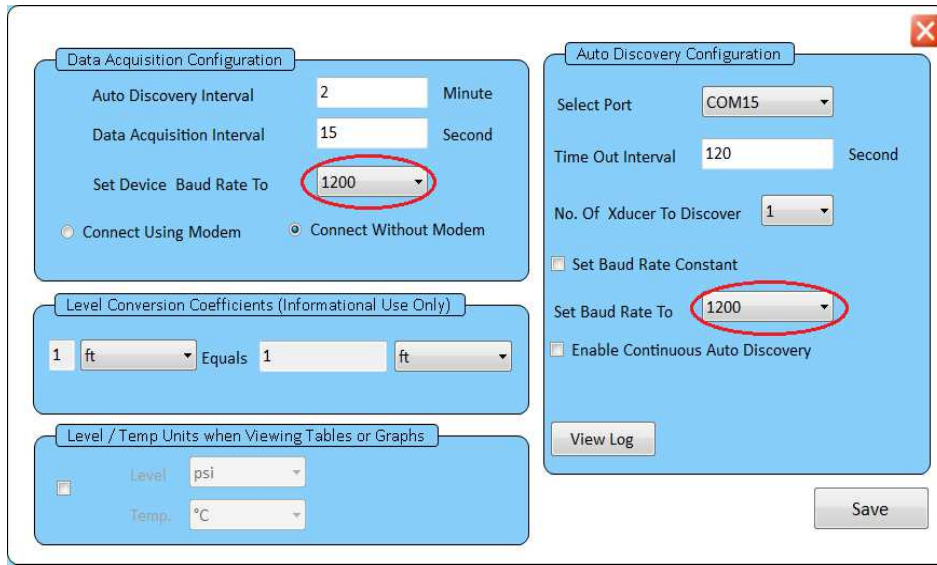 Data Acquisition Configuration
Auto Discovery Interval 2 Minute
Data Acquisition Interval 15 Second
Set Device Baud Rate To 1200
Connect Using Modem Connect Without Modem
Level Conversion Coefficients (Informational Use Only)
1 ft Equals 1 ft
Level / Temp Units when Viewing Tables or Graphs
Level psi
Temp. °C
Auto Discovery Configuration
Select Port COM15
Time Out Interval 120 Second
No. Of Xducer To Discover 1
Set Baud Rate Constant
Set Baud Rate To 1200
Enable Continuous Auto Discovery
View Log
Save